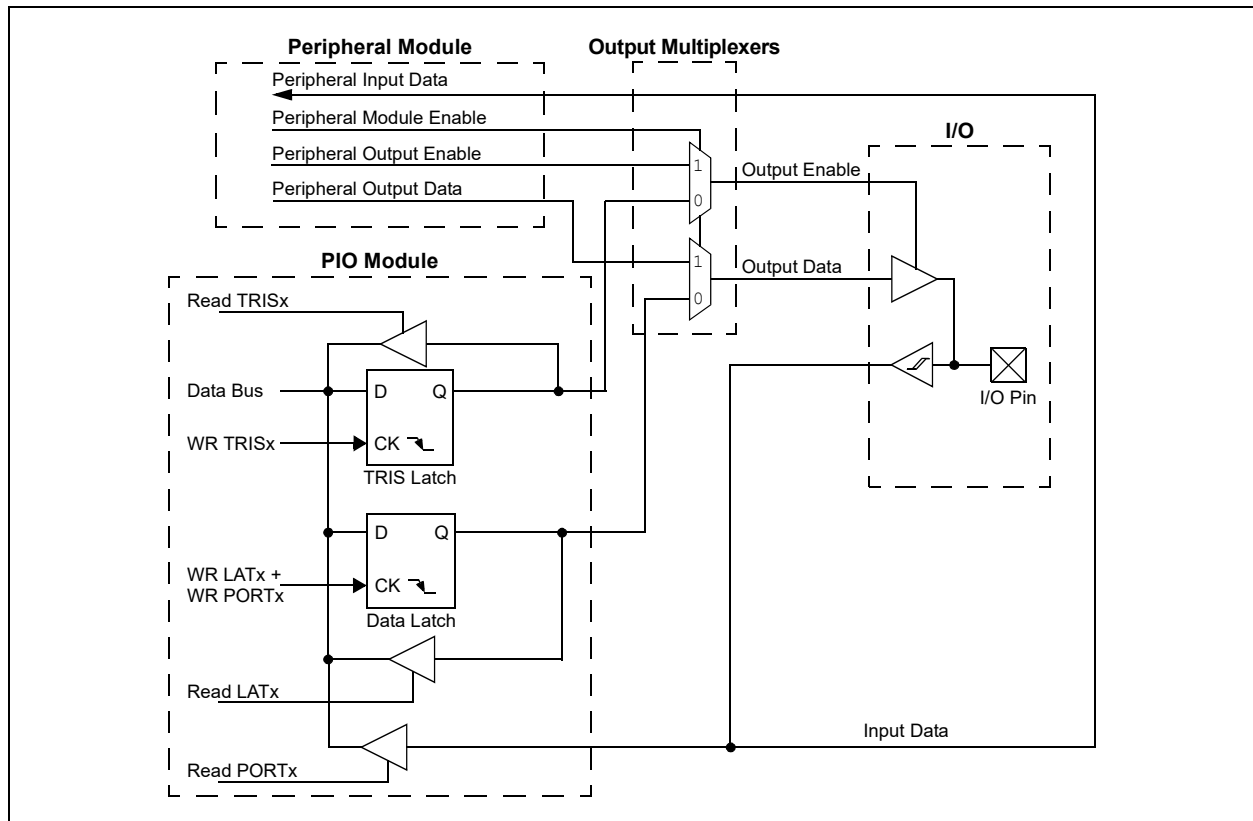 Peripheral Module
Output Multiplexers
Peripheral Input Data
Peripheral Module Enable
I/O
Peripheral Output Enable
1
Output Enable
Peripheral Output Data
0
PIO Module
1
Output Data
Read TRISx
0
Data Bus
D
Q
I/O Pin
WR TRISx
CK
TRIS Latch
D
Q
WR LATx +
WR PORTx
CK
Data Latch
Read LATx
Input Data
Read PORTx